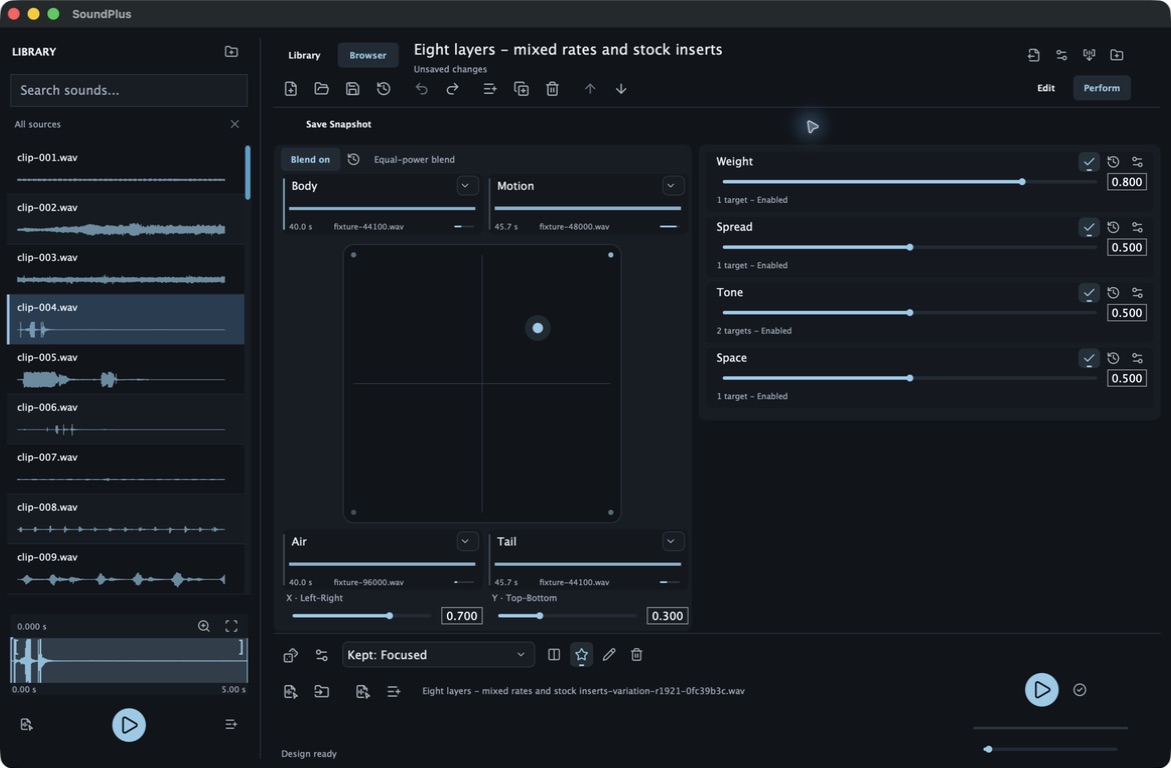 SoundPlus
LIBRARY
Search sounds...
All sources
clip-001.wav
clip-002.wav
clip-003.wav
clip-004.wav
clip-005.wav
clip-006.wav
clip-007.wav
clip-008.wav
clip-009.wav
0.000 s
0.00 s 5.00 s
Library Browser
Eight layers – mixed rates and stock inserts
Unsaved changes
Edit Perform
Save Snapshot
Blend on Equal-power blend
Body Motion
40.0 s fixture-44100.wav 45.7 s fixture-48000.wav
Air Tail
40.0 s fixture-96000.wav 45.7 s fixture-44100.wav
X - Left-Right Y - Top-Bottom
0.700 0.300
Weight
0.800
1 target – Enabled
Spread
0.500
1 target – Enabled
Tone
0.500
2 targets – Enabled
Space
0.500
1 target – Enabled
Kept: Focused
Eight layers – mixed rates and stock inserts-variation-r1921-0fc39b3c.wav
Design ready